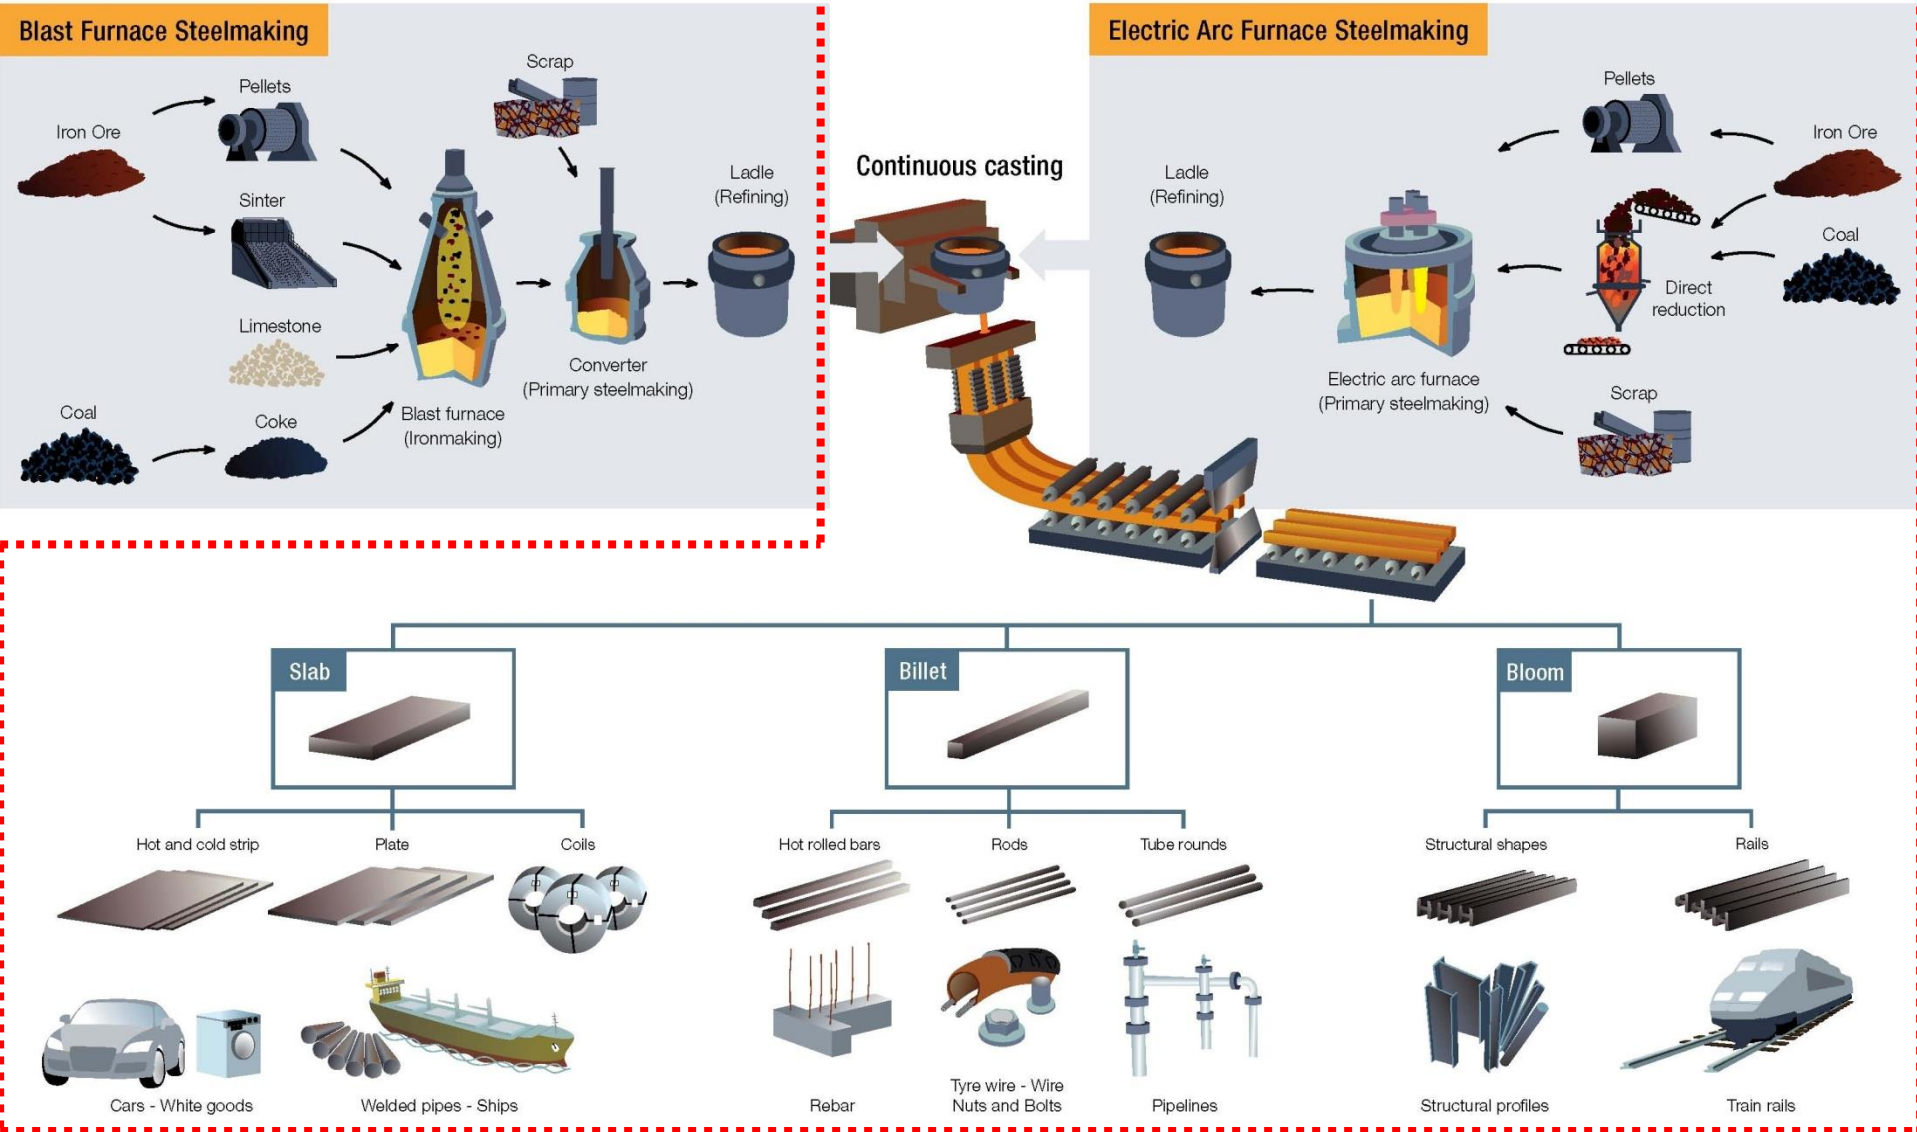 Blast Furnace Steelmaking
Scrap
Pellets
Iron Ore
Sinter
Ladle
(Refining)
Limestone
Converter
(Primary steelmaking)
Coal
Coke
Blast furnace
(Ironmaking)
Continuous casting
Electric Arc Furnace Steelmaking
Pellets
Iron Ore
Ladle
(Refining)
Coal
Direct
reduction
Electric arc furnace
(Primary steelmaking)
Scrap
Slab
Billet
Bloom
Hot and cold strip
Plate
Coils
Hot rolled bars
Rods
Tube rounds
Structural shapes
Rails
Cars - White goods
Welded pipes - Ships
Rebar
Tyre wire - Wire
Nuts and Bolts
Pipelines
Structural profiles
Train rails